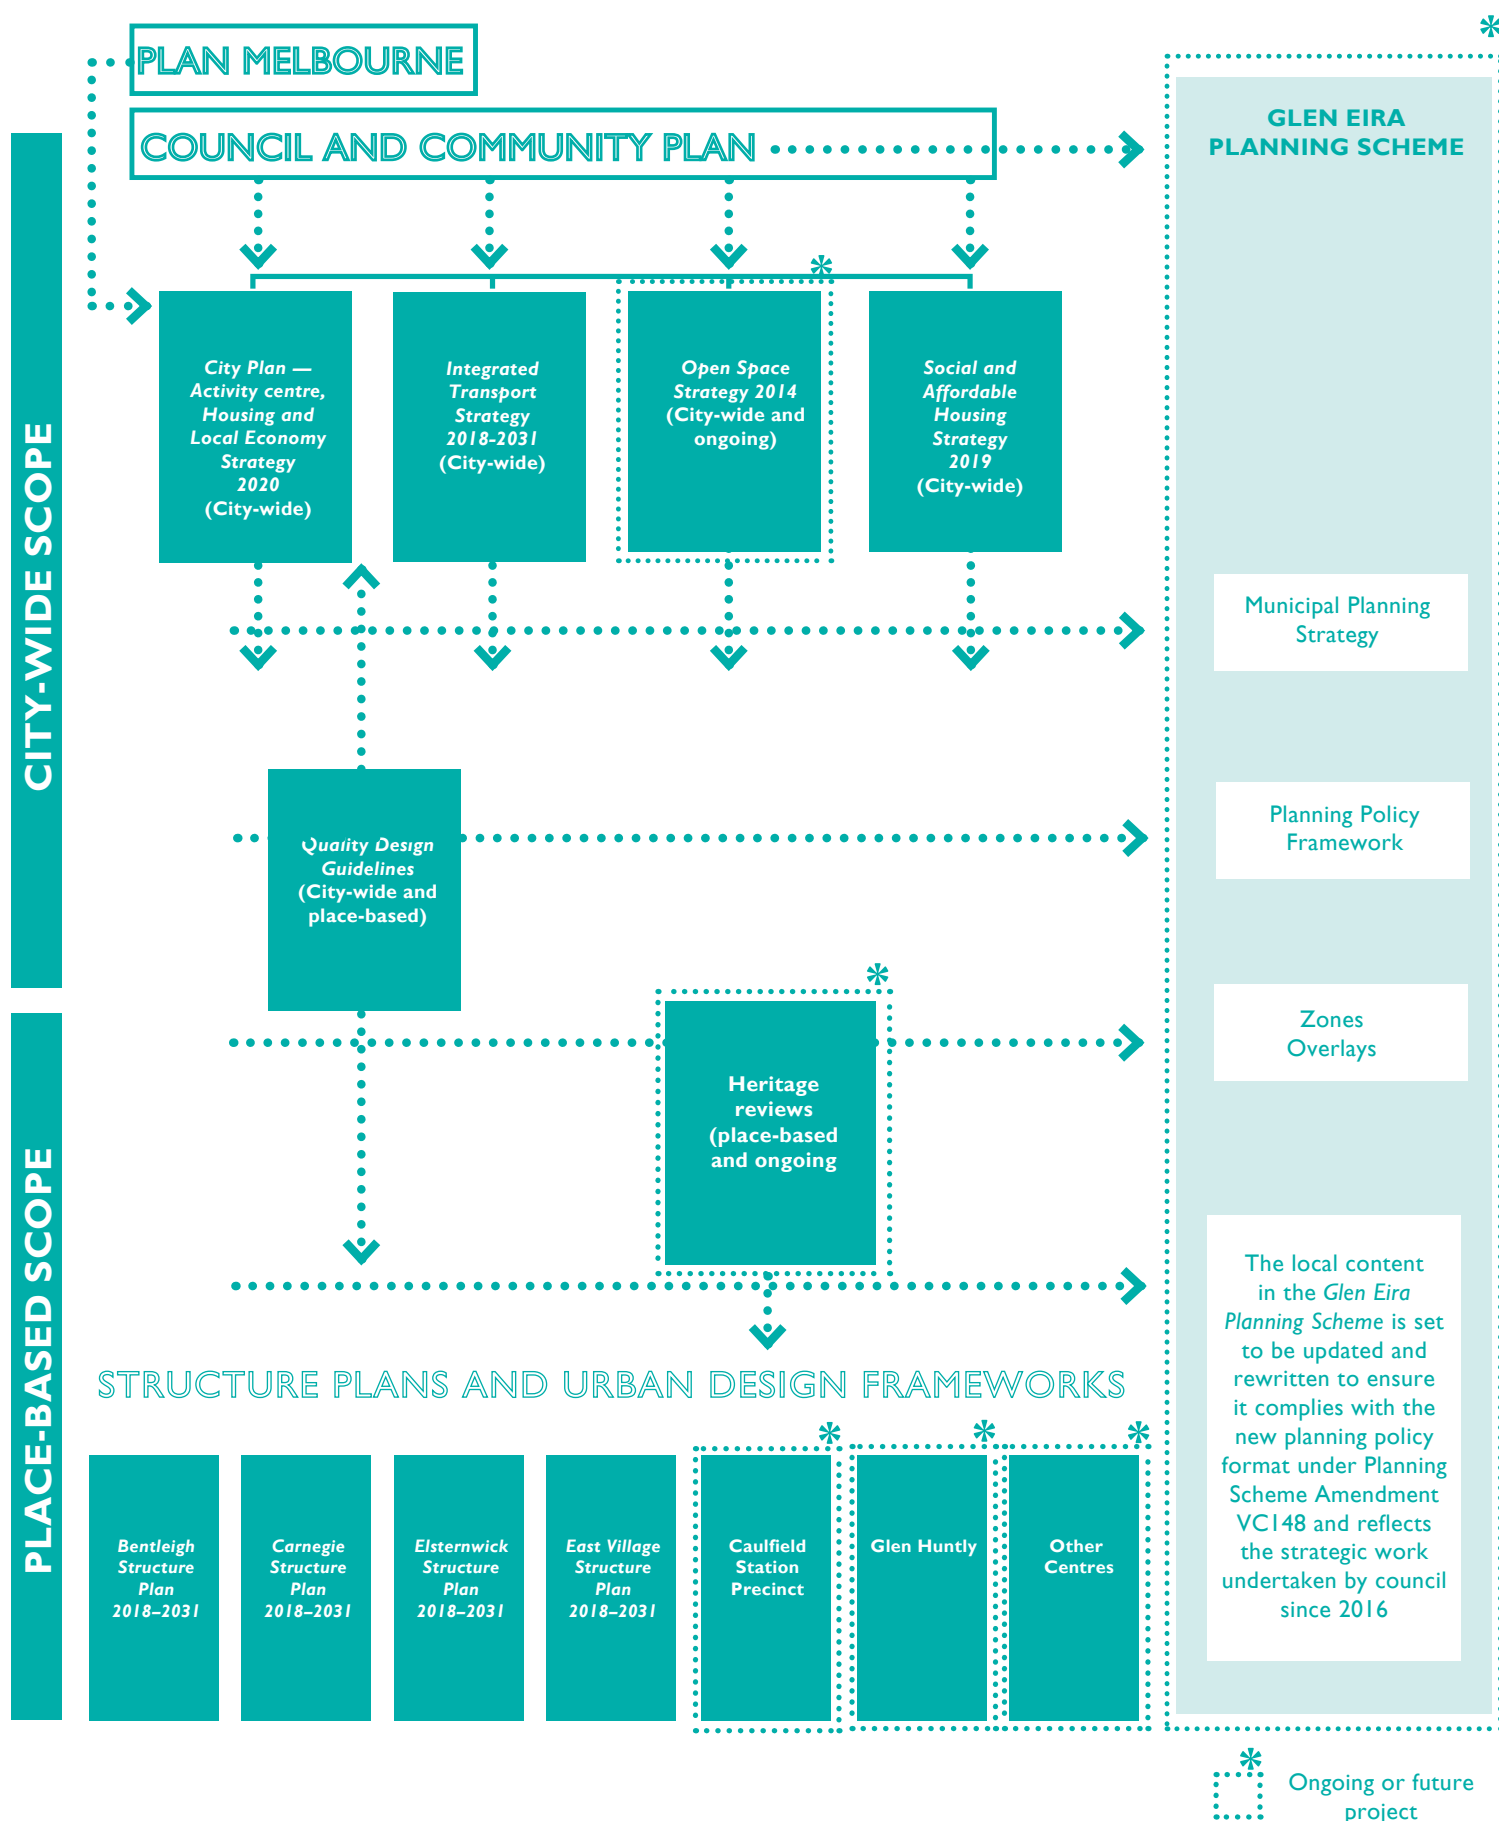 *
PLAN MELBOURNE
COUNCIL AND COMMUNITY PLAN
GLEN EIRA
PLANNING SCHEME
CITY-WIDE SCOPE
*
City Plan —
Activity centre,
Housing and
Local Economy
Strategy
2020
(City-wide)
Integrated
Transport
Strategy
2018-2031
(City-wide)
Open Space
Strategy 2014
(City-wide and
ongoing)
Social and
Affordable
Housing
Strategy
2019
(City-wide)
Municipal Planning
Strategy
Quality Design
Guidelines
(City-wide and
place-based)
Planning Policy
Framework
*
Heritage
reviews
(place-based
and ongoing
Zones
Overlays
PLACE-BASED SCOPE
STRUCTURE PLANS AND URBAN DESIGN FRAMEWORKS
Bentleigh
Structure
Plan
2018–2031
Carnegie
Structure
Plan
2018–2031
Elsternwick
Structure
Plan
2018–2031
East Village
Structure
Plan
2018–2031
*
Caulfield
Station
Precinct
*
Glen Huntly
*
Other
Centres
The local content
in the Glen Eira
Planning Scheme is set
to be updated and
rewritten to ensure
it complies with the
new planning policy
format under Planning
Scheme Amendment
VC148 and reflects
the strategic work
undertaken by council
since 2016
*
Ongoing or future
project